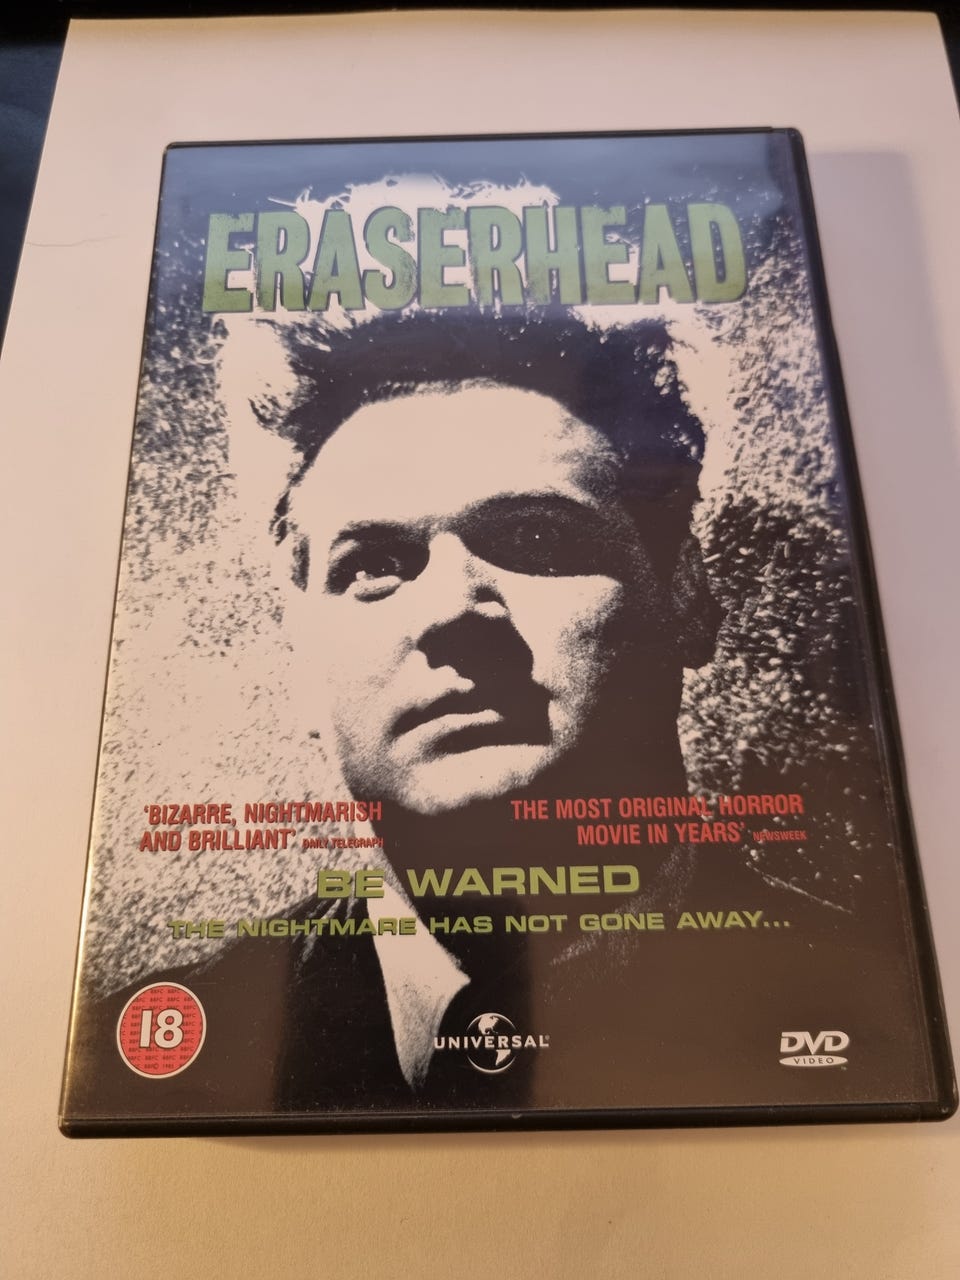 ERASERHEAD
'BIZARRE, NIGHTMARISH
AND BRILLIANT' DAILY TELEGRAPH
THE MOST ORIGINAL HORROR
MOVIE IN YEARS' NEWSWEEK
BE WARNED
THE NIGHTMARE HAS NOT GONE AWAY...
18
UNIVERSAL
DVD
VIDEO